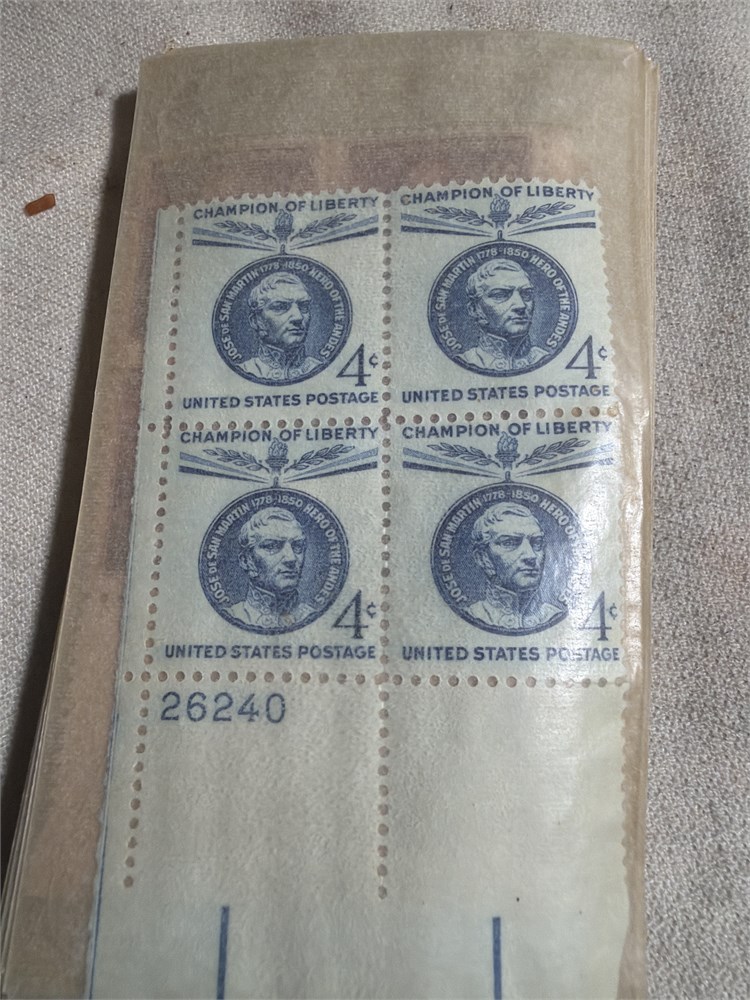 CHAMPION OF LIBERTY
JOSE DE SAN MARTIN 1778-1850 HERO OF THE ANDES
4¢
UNITED STATES POSTAGE
CHAMPION OF LIBERTY
JOSE DE SAN MARTIN 1778-1850 HERO OF THE ANDES
4¢
UNITED STATES POSTAGE
CHAMPION OF LIBERTY
JOSE DE SAN MARTIN 1778-1850 HERO OF THE ANDES
4¢
UNITED STATES POSTAGE
CHAMPION OF LIBERTY
JOSE DE SAN MARTIN 1778-1850 HERO OF
4¢
UNITED STATES POSTAGE
26240